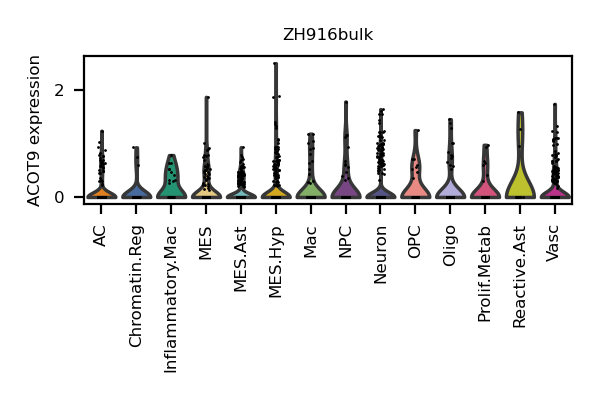 ZH916bulk
ACOT9 expression
2
0
AC
Chromatin.Reg
Inflammatory.Mac
MES
MES.Ast
MES.Hyp
Mac
NPC
Neuron
OPC
Oligo
Prolif.Metab
Reactive.Ast
Vasc